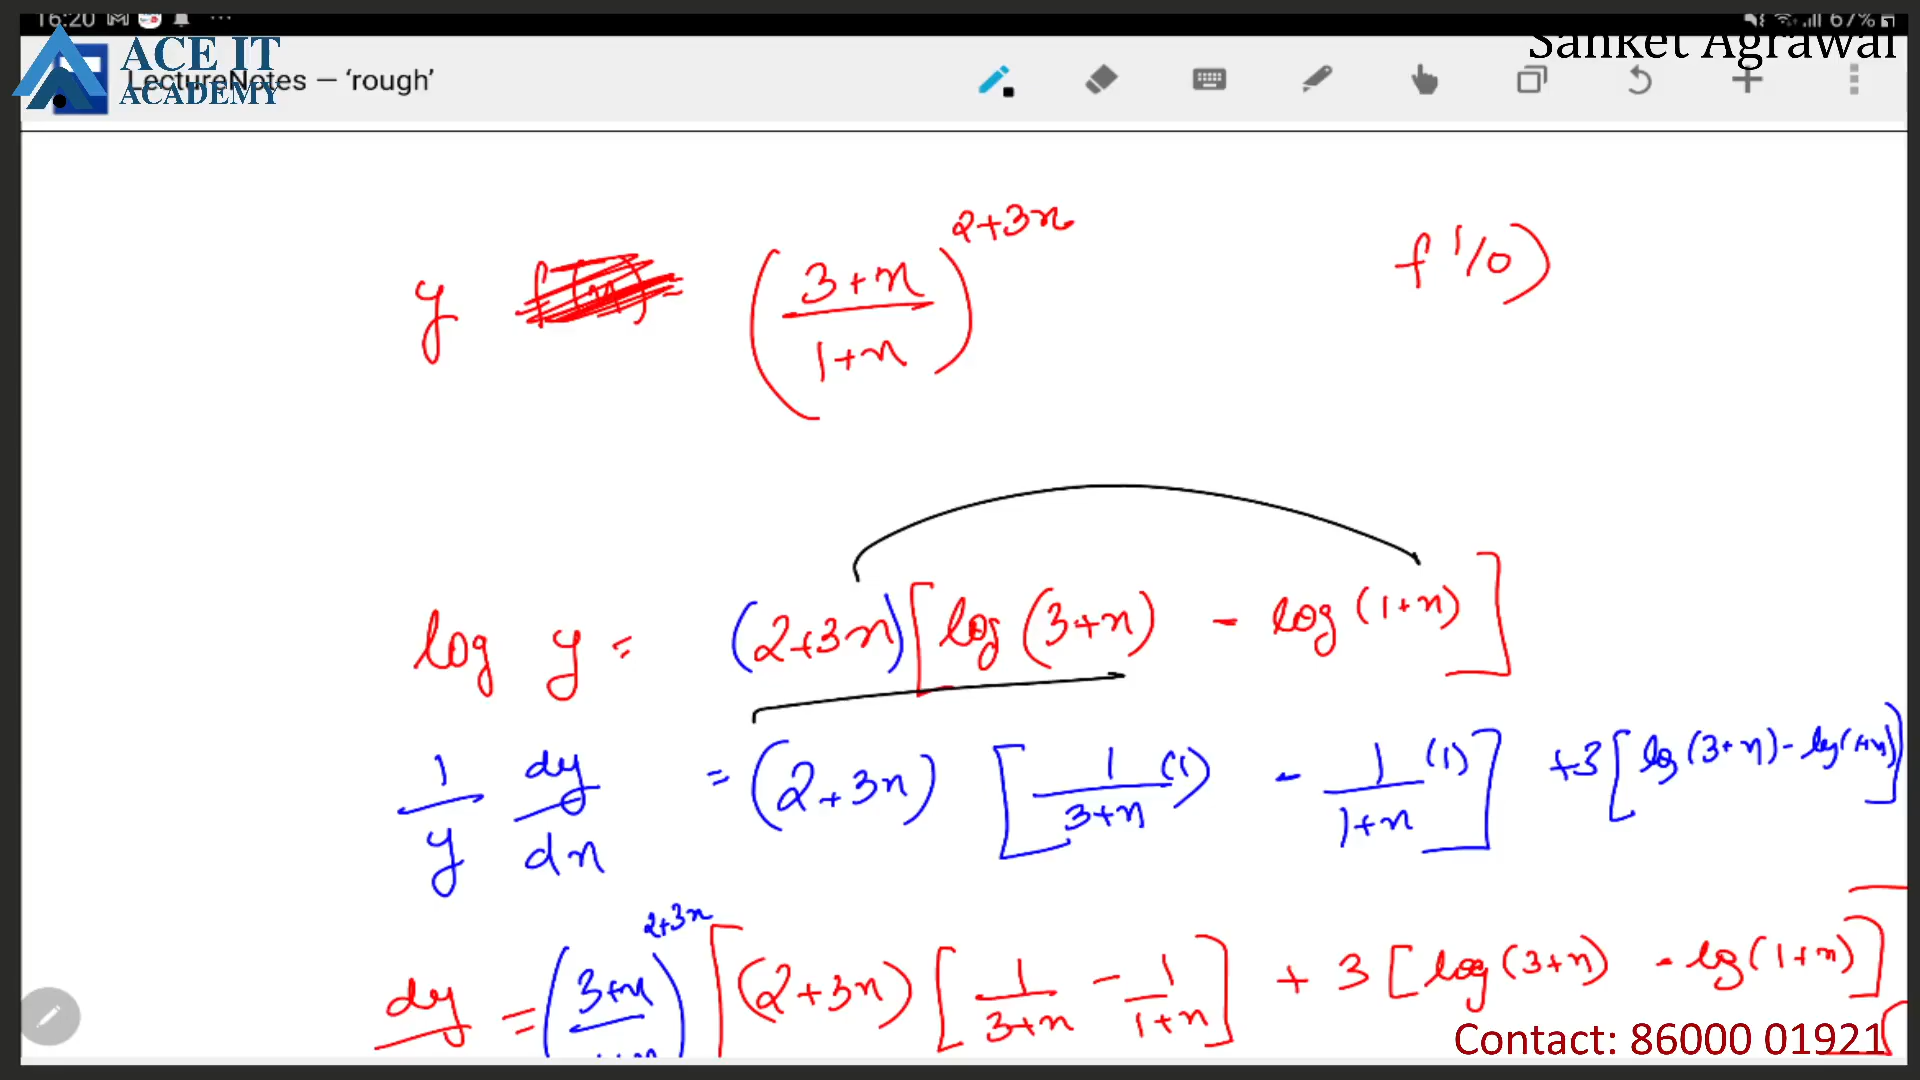 16:20 67%
Sanket Agrawal
ACE IT
ACADEMY
LectureNotes — ‘rough’
y = (3+x / 1+x)^2+3x f'(0)
log y = (2+3x)[log(3+x) - log(1+x)]
1/y dy/dx = (2+3x) [1/3+x (1) - 1/1+x (1)] +3[log(3+x) - log(1+x)]
dy = (3+x)^2+3x [(2+3x)[1/3+x - 1/1+x] + 3[log(3+x) - log(1+x)]
Contact: 86000 01921